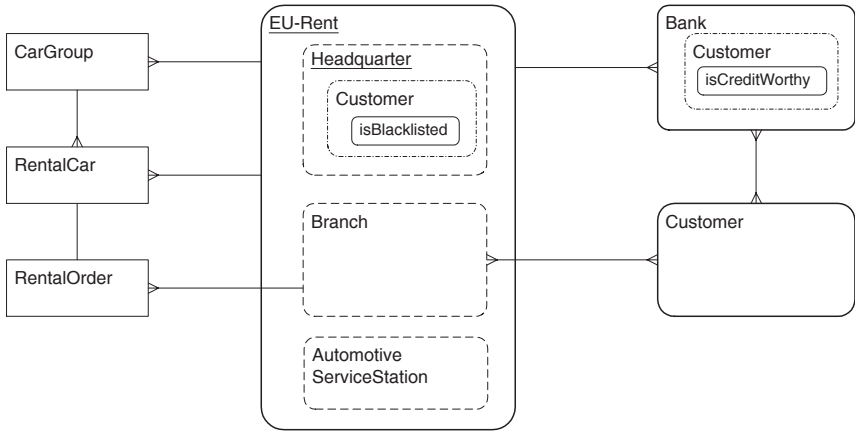 CarGroup
RentalCar
RentalOrder
EU-Rent
Headquarter
Customer
isBlacklisted
Branch
Automotive
ServiceStation
Bank
Customer
isCreditWorthy
Customer